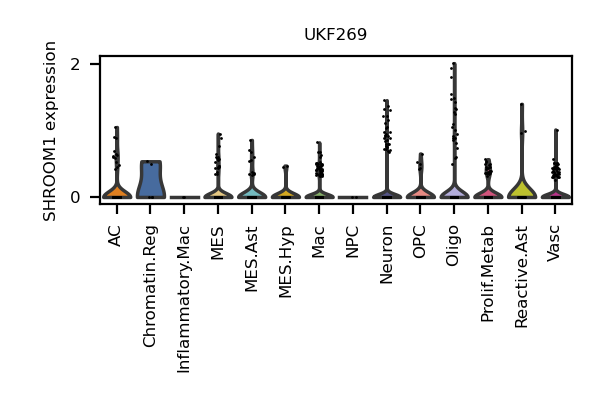 UKF269
SHROOM1 expression
2
0
AC
Chromatin.Reg
Inflammatory.Mac
MES
MES.Ast
MES.Hyp
Mac
NPC
Neuron
OPC
Oligo
Prolif.Metab
Reactive.Ast
Vasc